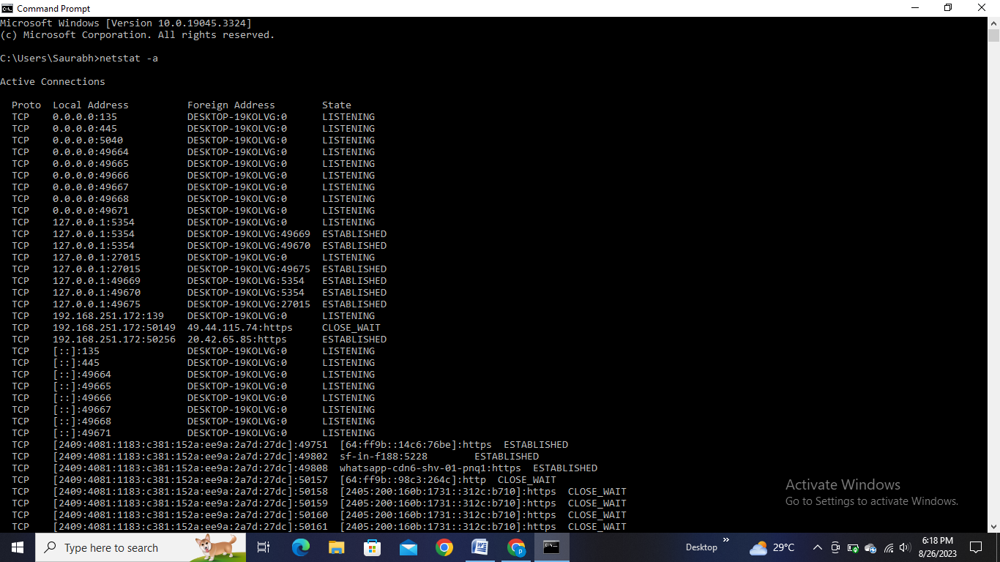 Command Prompt
Microsoft Windows [Version 10.0.19045.3324]
(c) Microsoft Corporation. All rights reserved.
C:\Users\Saurabh>netstat -a
Active Connections
Proto  Local Address          Foreign Address        State
TCP    0.0.0.0:135            DESKTOP-19KOLVG:0      LISTENING
TCP    0.0.0.0:445            DESKTOP-19KOLVG:0      LISTENING
TCP    0.0.0.0:5040           DESKTOP-19KOLVG:0      LISTENING
TCP    0.0.0.0:49664          DESKTOP-19KOLVG:0      LISTENING
TCP    0.0.0.0:49665          DESKTOP-19KOLVG:0      LISTENING
TCP    0.0.0.0:49666          DESKTOP-19KOLVG:0      LISTENING
TCP    0.0.0.0:49667          DESKTOP-19KOLVG:0      LISTENING
TCP    0.0.0.0:49668          DESKTOP-19KOLVG:0      LISTENING
TCP    0.0.0.0:49671          DESKTOP-19KOLVG:0      LISTENING
TCP    127.0.0.1:5354         DESKTOP-19KOLVG:0      LISTENING
TCP    127.0.0.1:5354         DESKTOP-19KOLVG:49669  ESTABLISHED
TCP    127.0.0.1:5354         DESKTOP-19KOLVG:49670  ESTABLISHED
TCP    127.0.0.1:27015        DESKTOP-19KOLVG:0      LISTENING
TCP    127.0.0.1:27015        DESKTOP-19KOLVG:49675  ESTABLISHED
TCP    127.0.0.1:49669        DESKTOP-19KOLVG:5354   ESTABLISHED
TCP    127.0.0.1:49670        DESKTOP-19KOLVG:5354   ESTABLISHED
TCP    127.0.0.1:49675        DESKTOP-19KOLVG:27015  ESTABLISHED
TCP    192.168.251.172:139    DESKTOP-19KOLVG:0      LISTENING
TCP    192.168.251.172:50149  49.44.115.74:https     CLOSE_WAIT
TCP    192.168.251.172:50256  20.42.65.85:https      ESTABLISHED
TCP    [::]:135               DESKTOP-19KOLVG:0      LISTENING
TCP    [::]:445               DESKTOP-19KOLVG:0      LISTENING
TCP    [::]:49664             DESKTOP-19KOLVG:0      LISTENING
TCP    [::]:49665             DESKTOP-19KOLVG:0      LISTENING
TCP    [::]:49666             DESKTOP-19KOLVG:0      LISTENING
TCP    [::]:49667             DESKTOP-19KOLVG:0      LISTENING
TCP    [::]:49668             DESKTOP-19KOLVG:0      LISTENING
TCP    [::]:49671             DESKTOP-19KOLVG:0      LISTENING
TCP    [2409:4081:1183:c381:152a:ee9a:2a7d:27dc]:49751  [64:ff9b::14c6:76be]:https  ESTABLISHED
TCP    [2409:4081:1183:c381:152a:ee9a:2a7d:27dc]:49802  sf-in-f188:5228        ESTABLISHED
TCP    [2409:4081:1183:c381:152a:ee9a:2a7d:27dc]:49808  whatsapp-cdn6-shv-01-pnq1:https  ESTABLISHED
TCP    [2409:4081:1183:c381:152a:ee9a:2a7d:27dc]:50157  [64:ff9b::98c3:264c]:http  CLOSE_WAIT
TCP    [2409:4081:1183:c381:152a:ee9a:2a7d:27dc]:50158  [2405:200:160b:1731::312c:b710]:https  CLOSE_WAIT
TCP    [2409:4081:1183:c381:152a:ee9a:2a7d:27dc]:50159  [2405:200:160b:1731::312c:b710]:https  CLOSE_WAIT
TCP    [2409:4081:1183:c381:152a:ee9a:2a7d:27dc]:50160  [2405:200:160b:1731::312c:b710]:https  CLOSE_WAIT
TCP    [2409:4081:1183:c381:152a:ee9a:2a7d:27dc]:50161  [2405:200:160b:1731::312c:b710]:https  CLOSE_WAIT
Activate Windows
Go to Settings to activate Windows.
Type here to search
Desktop
29°C
6:18 PM
8/26/2023